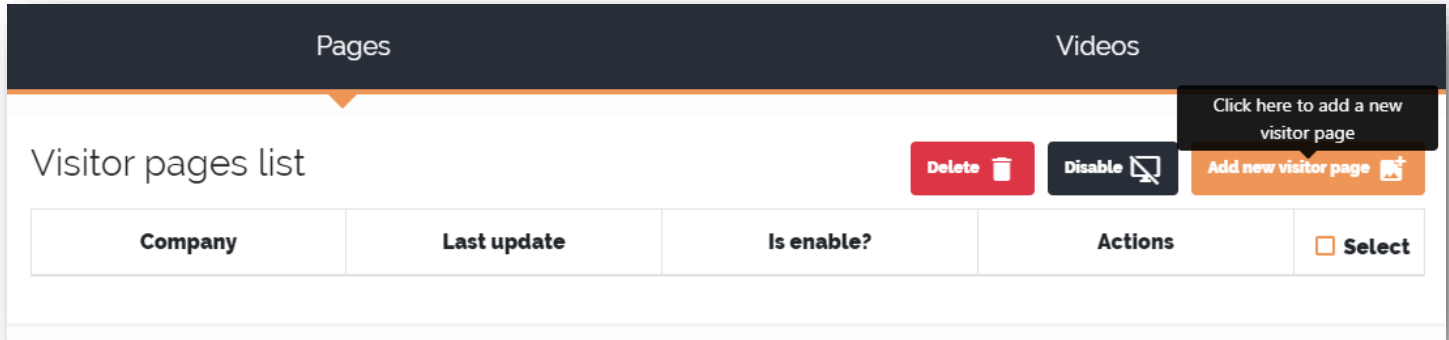 Pages
Videos
Click here to add a new
visitor page
Visitor pages list
Delete
Disable
Add new visitor page
Company
Last update
Is enable?
Actions
Select